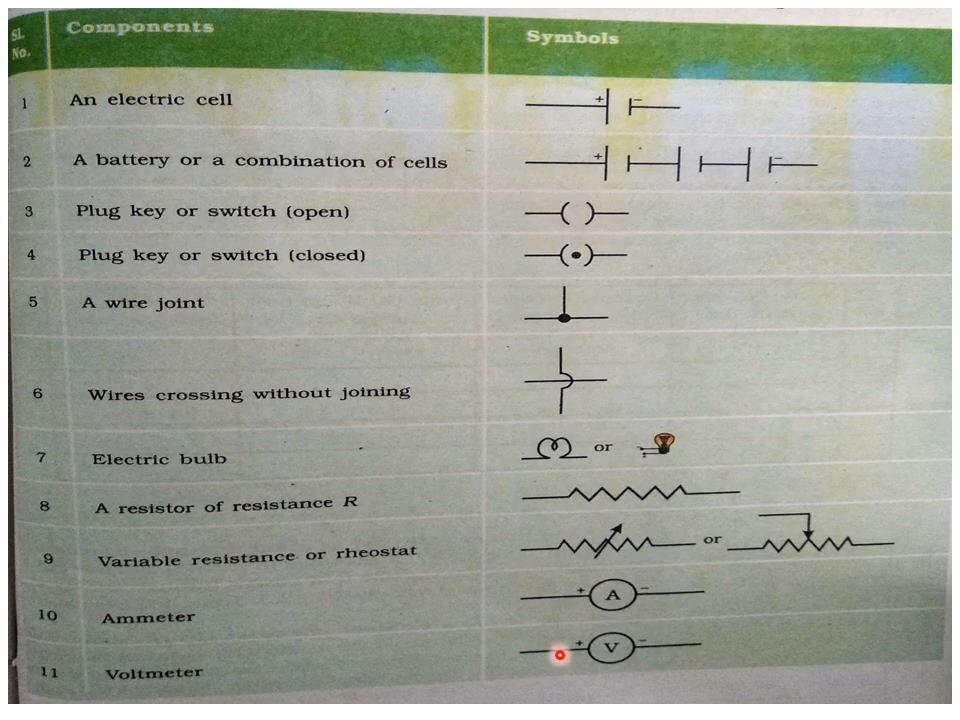 Sl. No. Components Symbols
1 An electric cell + −
2 A battery or a combination of cells + −
3 Plug key or switch (open)
4 Plug key or switch (closed)
5 A wire joint
6 Wires crossing without joining
7 Electric bulb or
8 A resistor of resistance R
9 Variable resistance or rheostat or
10 Ammeter + A −
11 Voltmeter + V −